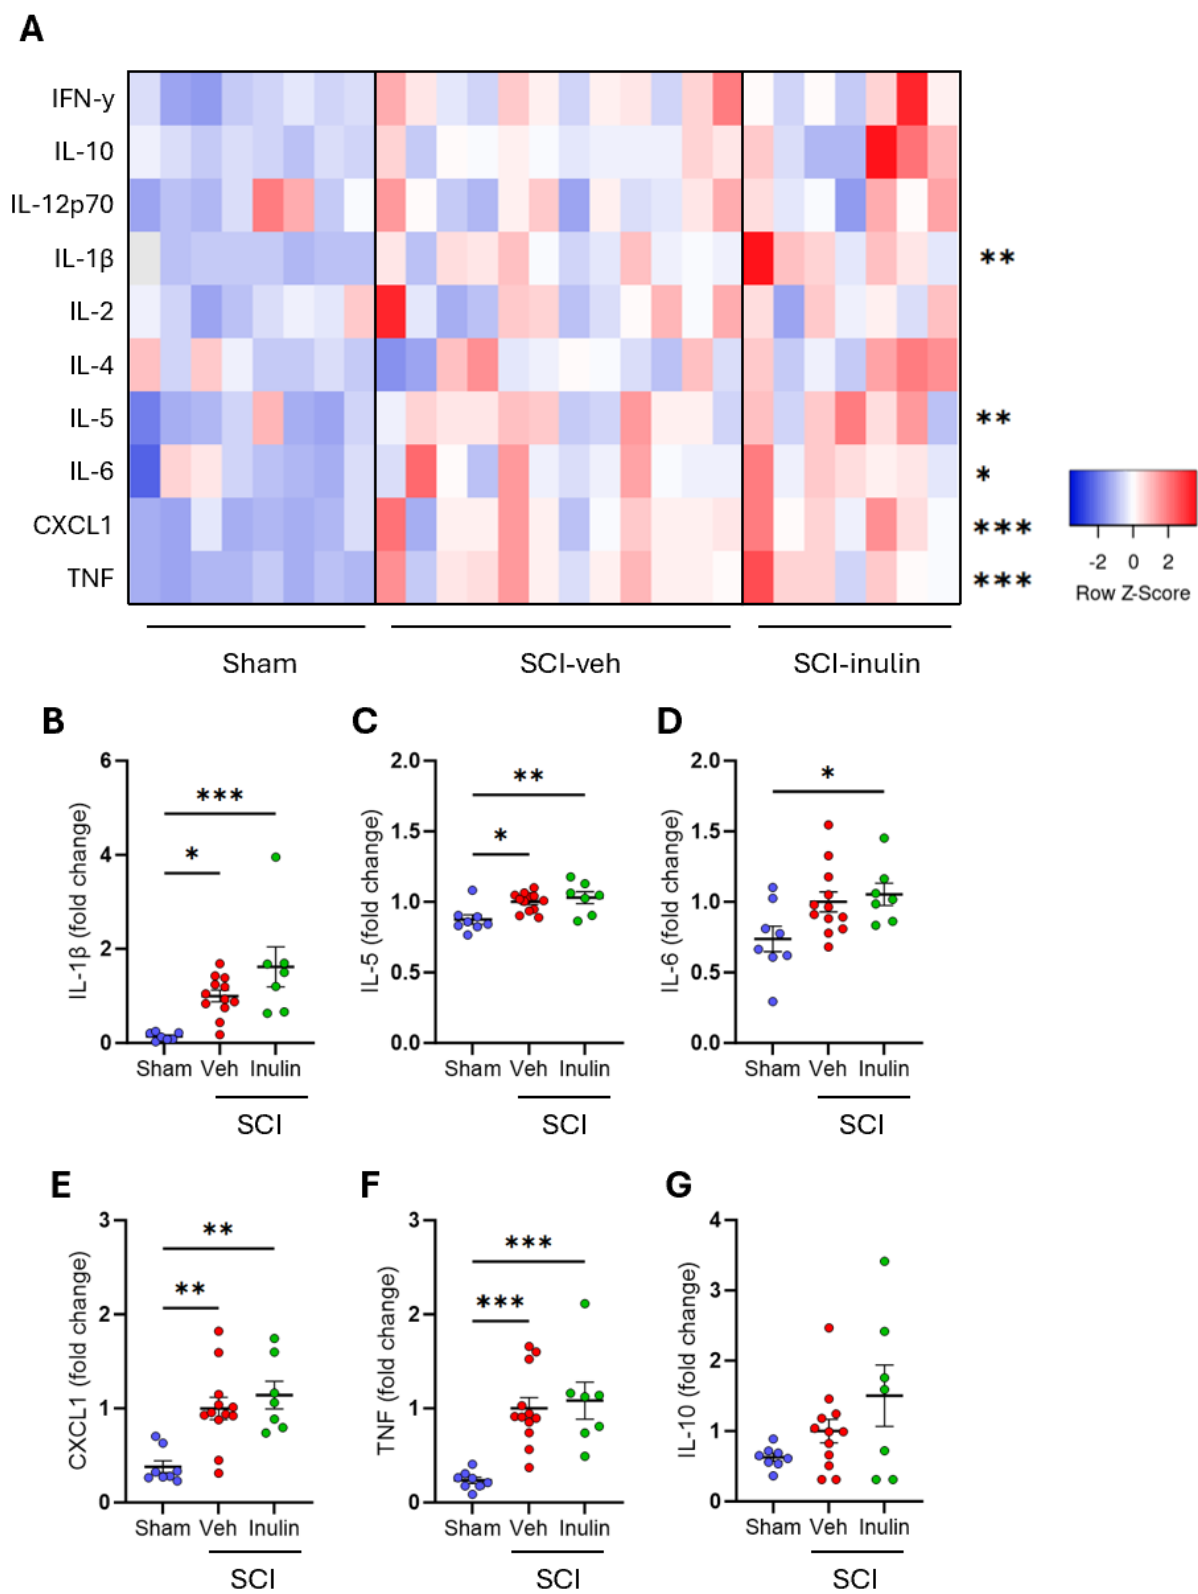 A
IFN-y
IL-10
IL-12p70
IL-1β
**
IL-2
IL-4
IL-5
**
IL-6
*
CXCL1
***
TNF
***
-2 0 2
Row Z-Score
Sham SCI-veh SCI-inulin
B
IL-1β (fold change)
6
4
2
0
***
*
Sham Veh Inulin
SCI
C
IL-5 (fold change)
2.0
1.5
1.0
0.5
0.0
**
*
Sham Veh Inulin
SCI
D
IL-6 (fold change)
2.0
1.5
1.0
0.5
0.0
*
Sham Veh Inulin
SCI
E
CXCL1 (fold change)
3
2
1
0
**
**
Sham Veh Inulin
SCI
F
TNF (fold change)
3
2
1
0
***
***
Sham Veh Inulin
SCI
G
IL-10 (fold change)
4
3
2
1
0
Sham Veh Inulin
SCI